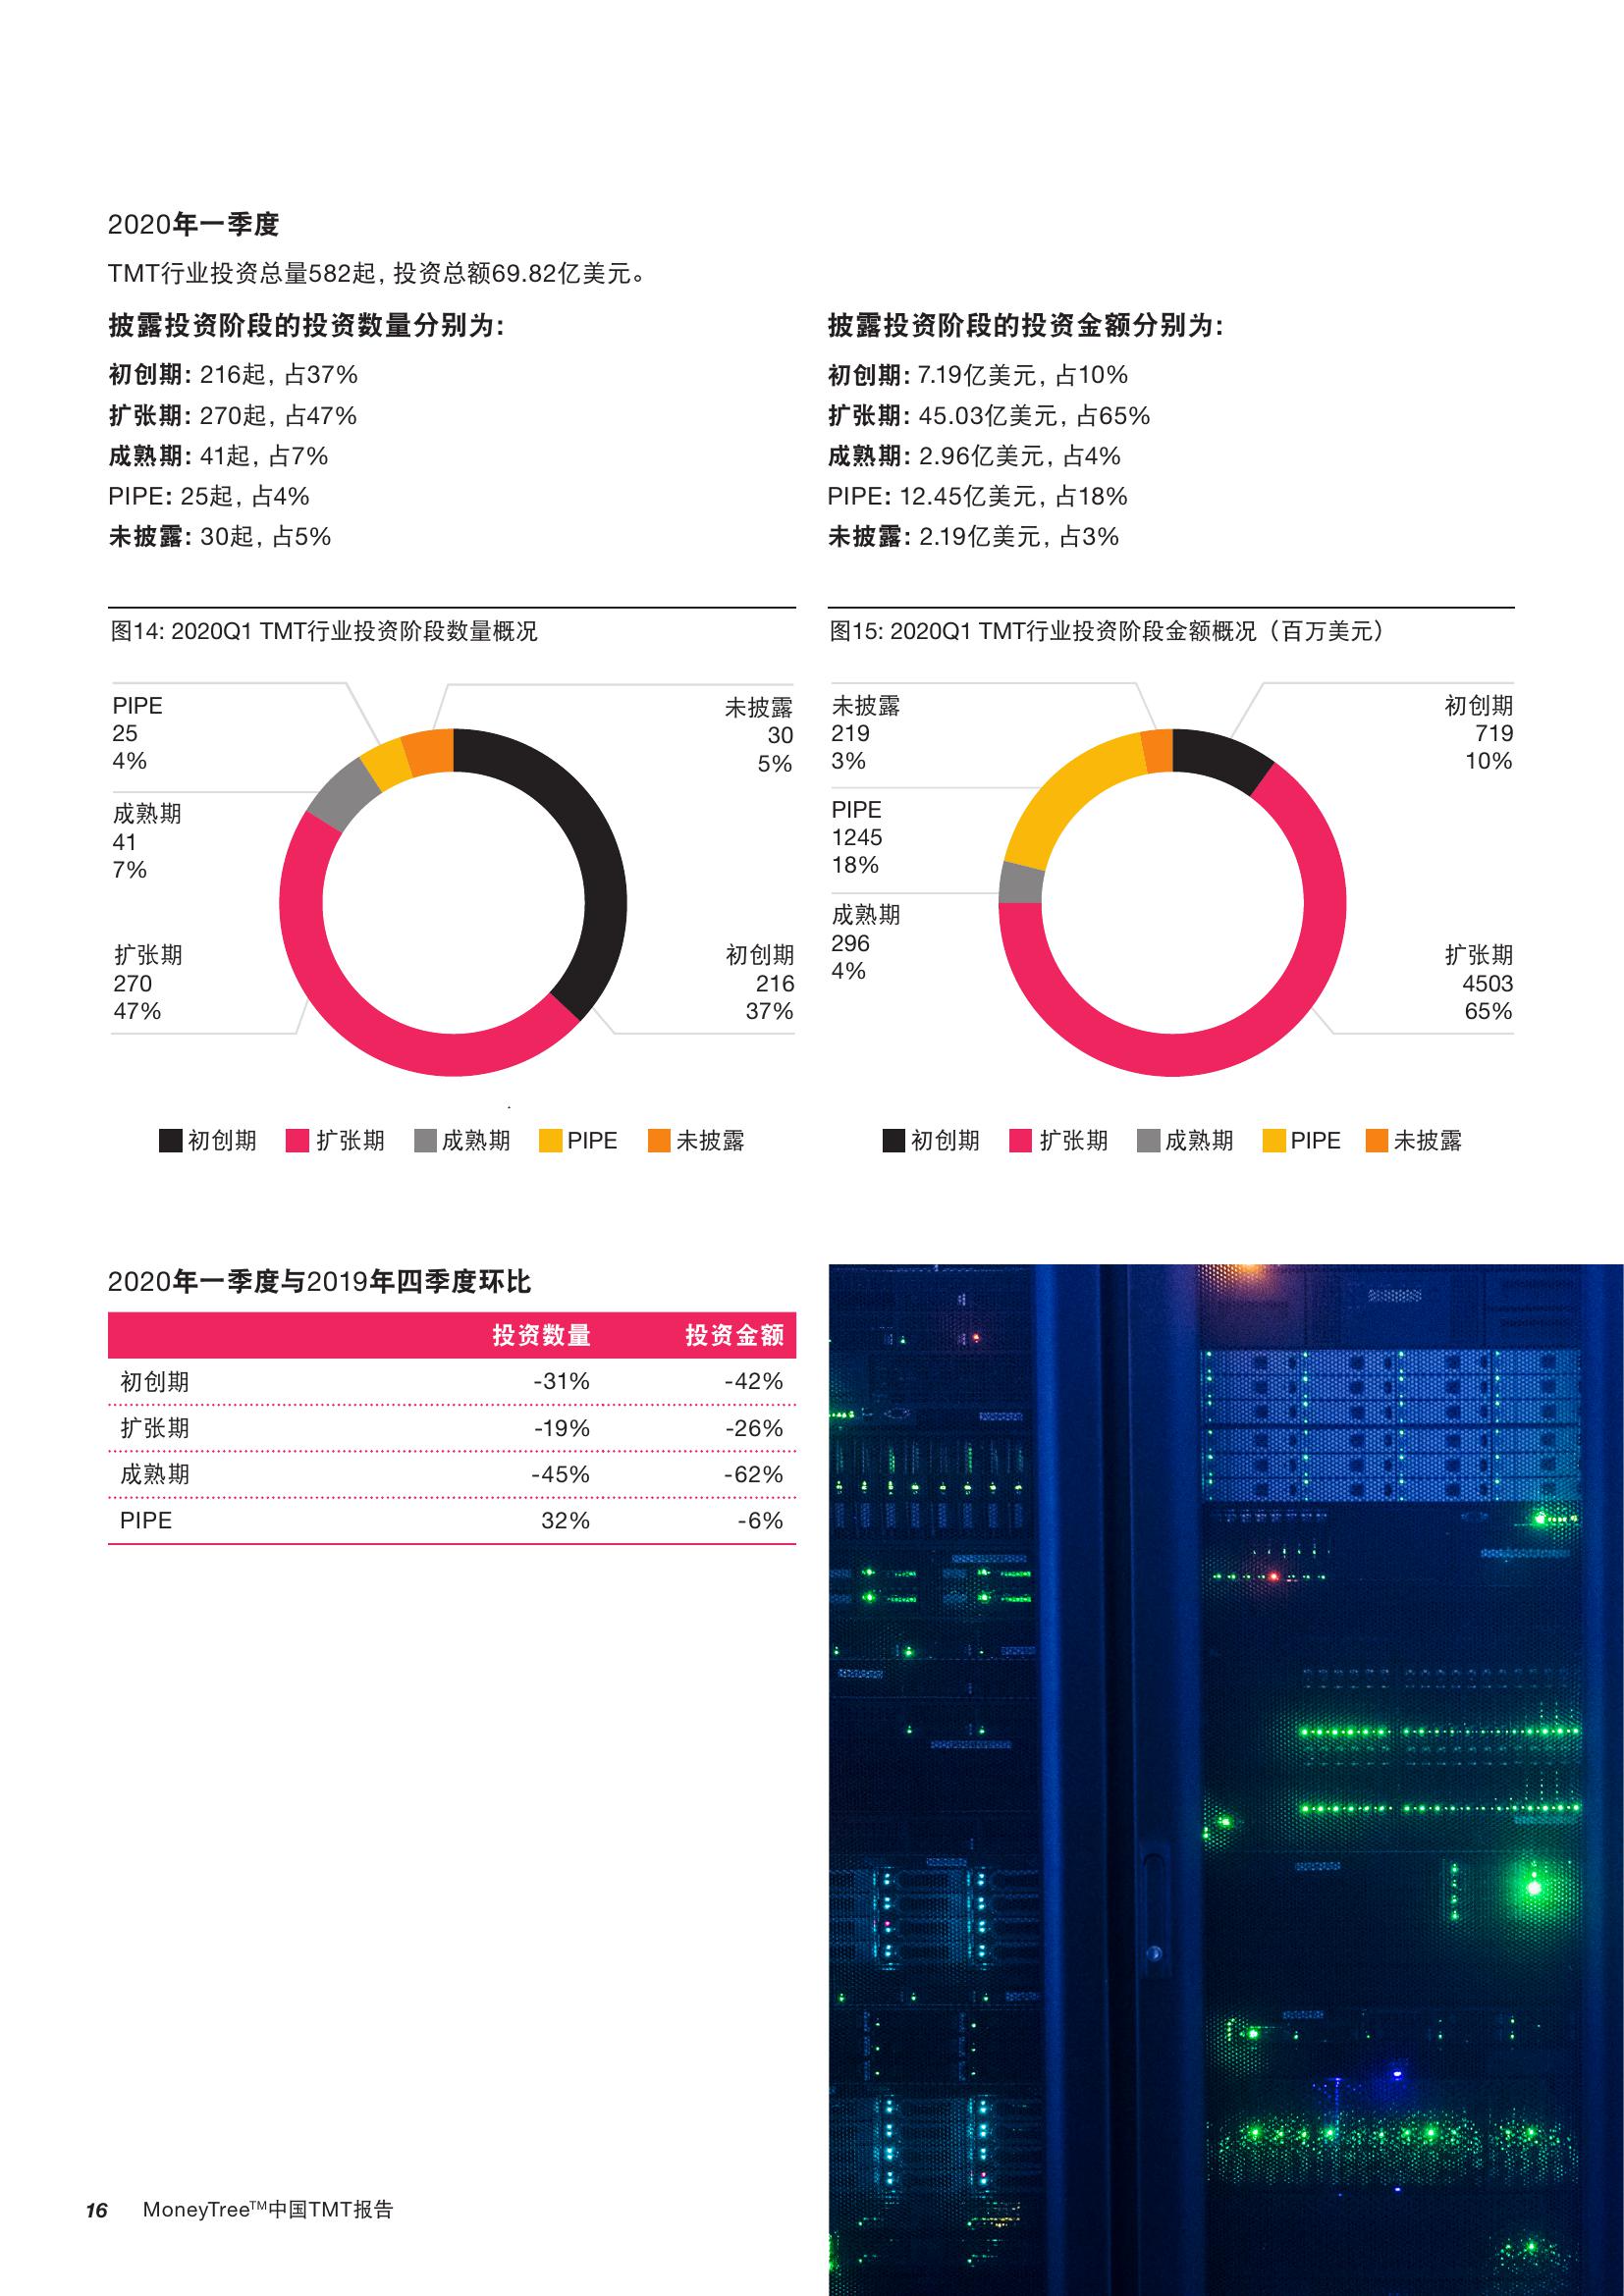 2020年一季度
TMT行业投资总量582起, 投资总额69.82亿美元。
披露投资阶段的投资数量分别为:
初创期: 216起, 占37%
扩张期: 270起, 占47%
成熟期: 41起, 占7%
PIPE: 25起, 占4%
未披露: 30起, 占5%
披露投资阶段的投资金额分别为:
初创期: 7.19亿美元, 占10%
扩张期: 45.03亿美元, 占65%
成熟期: 2.96亿美元, 占4%
PIPE: 12.45亿美元, 占18%
未披露: 2.19亿美元, 占3%
图14: 2020Q1 TMT行业投资阶段数量概况
PIPE
25
4%
未披露
30
5%
成熟期
41
7%
扩张期
270
47%
初创期
216
37%
初创期 扩张期 成熟期 PIPE 未披露
图15: 2020Q1 TMT行业投资阶段金额概况（百万美元）
未披露
219
3%
初创期
719
10%
PIPE
1245
18%
成熟期
296
4%
扩张期
4503
65%
初创期 扩张期 成熟期 PIPE 未披露
2020年一季度与2019年四季度环比
投资数量 投资金额
初创期 -31% -42%
扩张期 -19% -26%
成熟期 -45% -62%
PIPE 32% -6%
16 MoneyTree™中国TMT报告